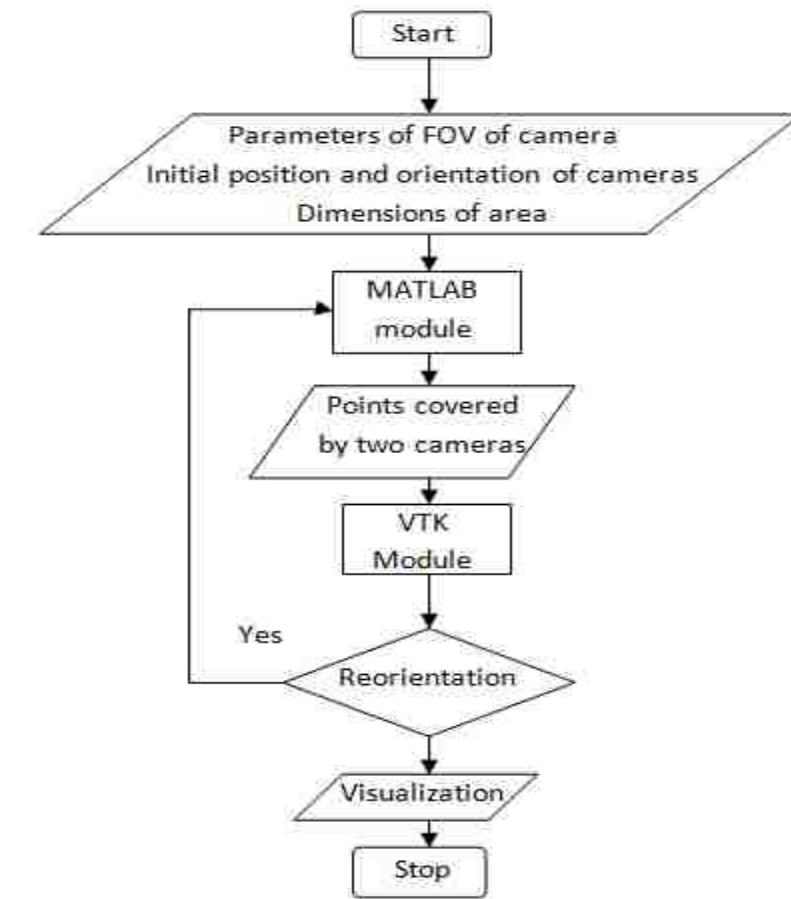 Start
Parameters of FOV of camera
Initial position and orientation of cameras
Dimensions of area
MATLAB
module
Points covered
by two cameras
VTK
Module
Yes
Reorientation
Visualization
Stop